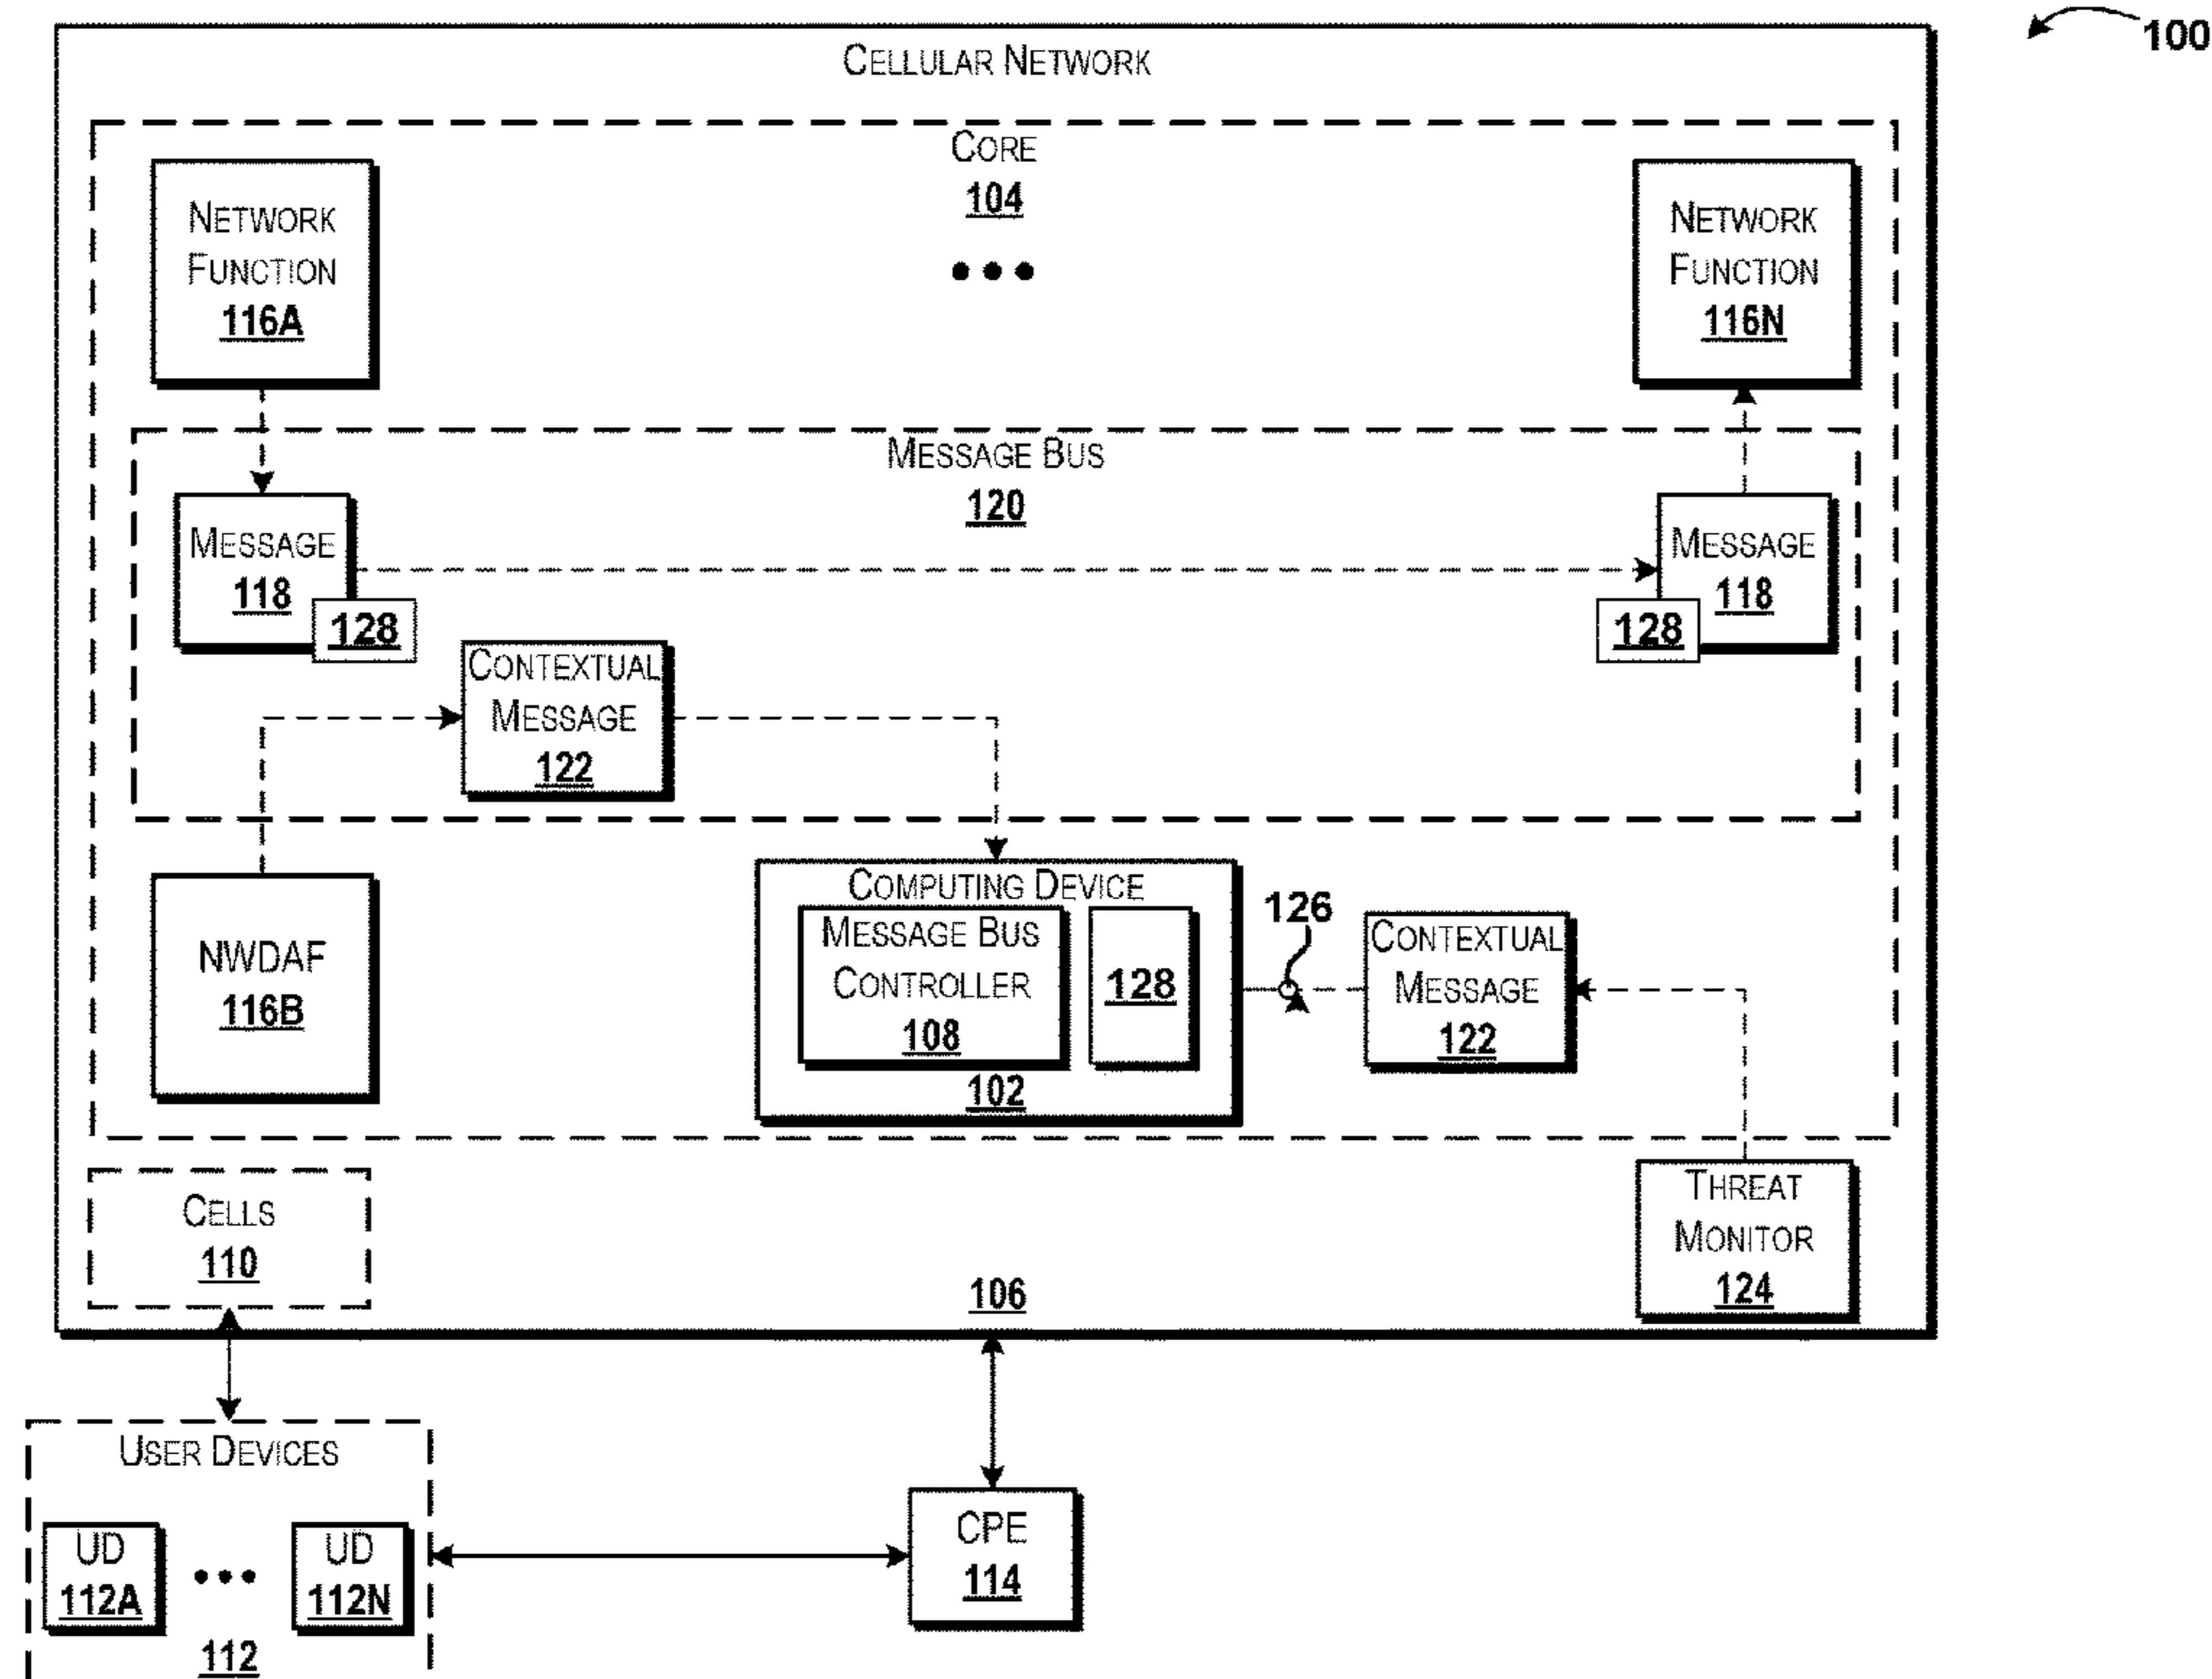 100
CELLULAR NETWORK
CORE
104
•••
NETWORK
FUNCTION
116A
NETWORK
FUNCTION
116N
MESSAGE BUS
120
MESSAGE
118
128
MESSAGE
118
128
CONTEXTUAL
MESSAGE
122
NWDAF
116B
COMPUTING DEVICE
MESSAGE BUS
CONTROLLER
108
128
102
126
CONTEXTUAL
MESSAGE
122
CELLS
110
106
THREAT
MONITOR
124
USER DEVICES
UD
112A
•••
UD
112N
112
CPE
114